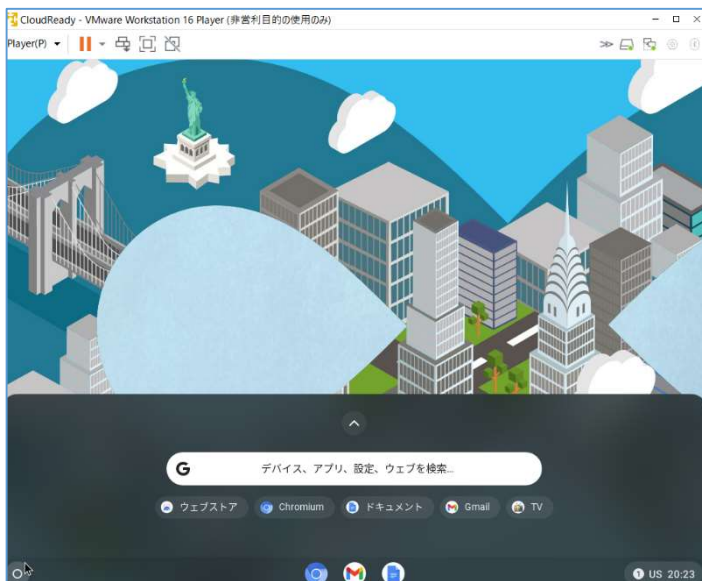 CloudReady - VMware Workstation 16 Player (非営利目的の使用のみ)
Player(P)
デバイス、アプリ、設定、ウェブを検索...
ウェブストア Chromium ドキュメント Gmail TV
1 US 20:23